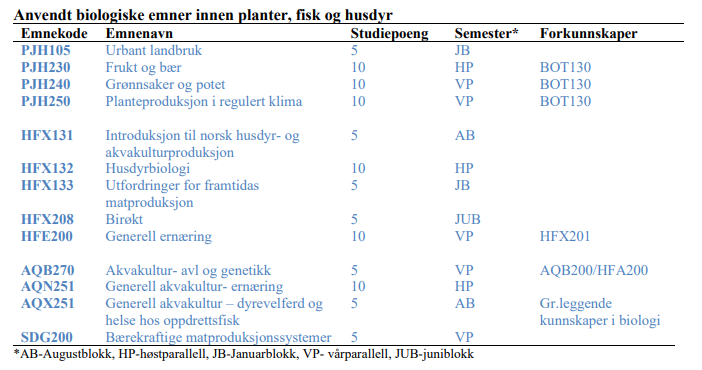 Anvendt biologiske emner innen planter, fisk og husdyr
Emnekode Emnenavn Studiepoeng Semester* Forkunnskaper
PJH105 Urbant landbruk 5 JB
PJH230 Frukt og bær 10 HP BOT130
PJH240 Grønnsaker og potet 10 VP BOT130
PJH250 Planteproduksjon i regulert klima 10 VP BOT130
HFX131 Introduksjon til norsk husdyr- og 5 AB
akvakulturproduksjon
HFX132 Husdyrbiologi 10 HP
HFX133 Utfordringer for framtidas 5 JB
matproduksjon
HFX208 Birøkt 5 JUB
HFE200 Generell ernæring 10 VP HFX201
AQB270 Akvakultur- avl og genetikk 5 VP AQB200/HFA200
AQN251 Generell akvakultur- ernæring 10 HP
AQX251 Generell akvakultur – dyrevelferd og 5 AB Gr.leggende
helse hos oppdrettsfisk kunnskaper i biologi
SDG200 Bærekraftige matproduksjonssystemer 5 VP
*AB-Augustblokk, HP-høstparallell, JB-Januarblokk, VP- vårparallell, JUB-juniblokk